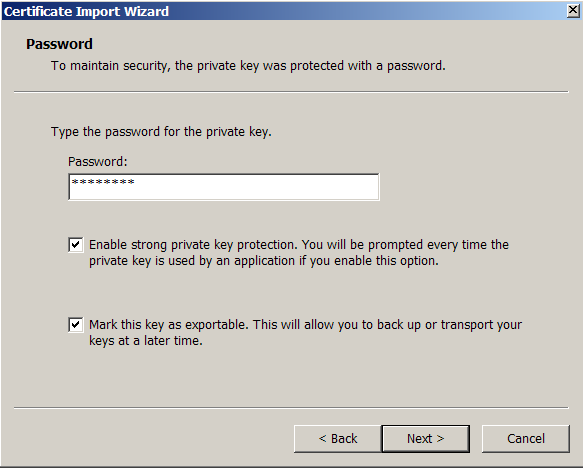 Certificate Import Wizard
Password
To maintain security, the private key was protected with a password.
Type the password for the private key.
Password:
********
Enable strong private key protection. You will be prompted every time the
private key is used by an application if you enable this option.
Mark this key as exportable. This will allow you to back up or transport your
keys at a later time.
< Back Next > Cancel